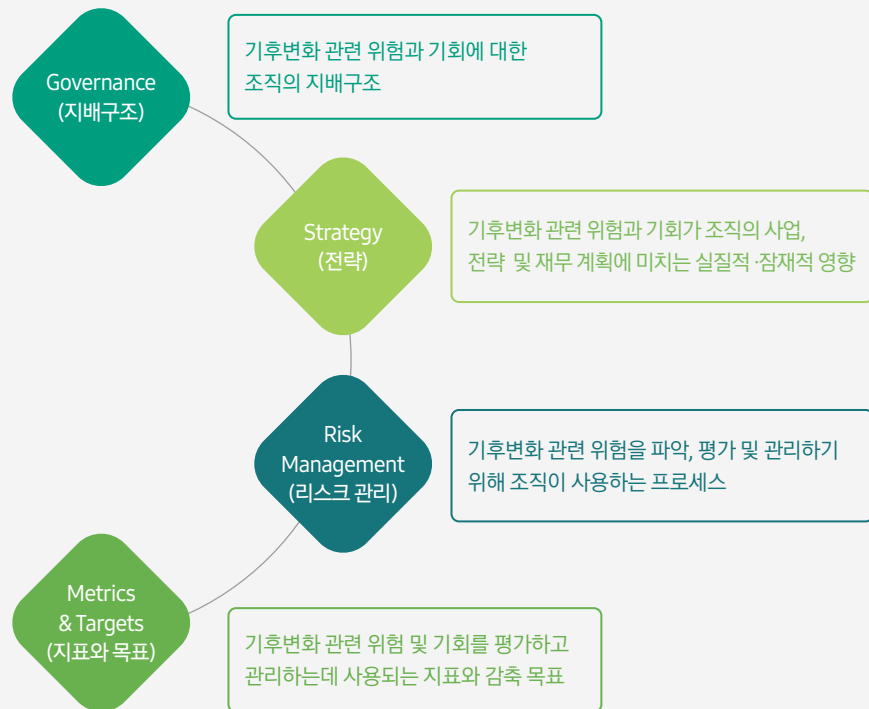 Governance
(지배구조)
기후변화 관련 위험과 기회에 대한
조직의 지배구조
Strategy
(전략)
기후변화 관련 위험과 기회가 조직의 사업,
전략 및 재무 계획에 미치는 실질적·잠재적 영향
Risk
Management
(리스크 관리)
기후변화 관련 위험을 파악, 평가 및 관리하기
위해 조직이 사용하는 프로세스
Metrics
& Targets
(지표와 목표)
기후변화 관련 위험 및 기회를 평가하고
관리하는데 사용되는 지표와 감축 목표